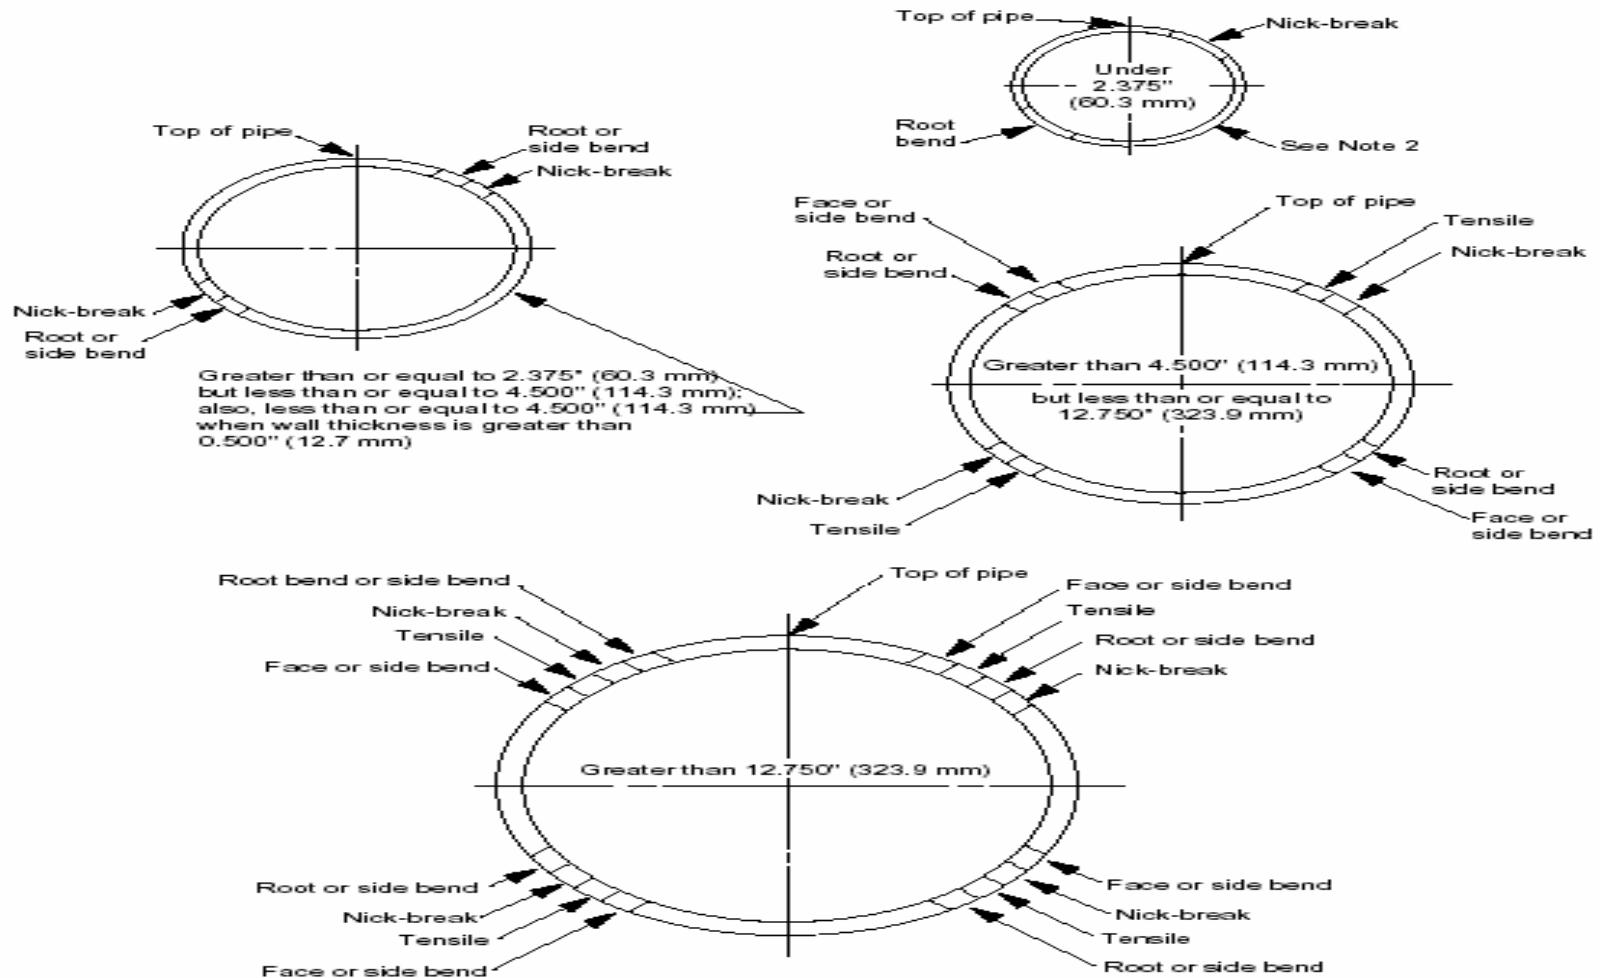 Top of pipe
Nick-break
Under
2.375"
(60.3 mm)
Root
bend
See Note 2
Top of pipe
Root or
side bend
Nick-break
Nick-break
Root or
side bend
Greater than or equal to 2.375" (60.3 mm)
but less than or equal to 4.500" (114.3 mm);
also, less than or equal to 4.500" (114.3 mm)
when wall thickness is greater than
0.500" (12.7 mm)
Face or
side bend
Root or
side bend
Top of pipe
Tensile
Nick-break
Greater than 4.500" (114.3 mm)
but less than or equal to
12.750" (323.9 mm)
Nick-break
Tensile
Root or
side bend
Face or
side bend
Root bend or side bend
Nick-break
Tensile
Face or side bend
Top of pipe
Face or side bend
Tensile
Root or side bend
Nick-break
Greater than 12.750" (323.9 mm)
Root or side bend
Nick-break
Tensile
Face or side bend
Face or side bend
Nick-break
Tensile
Root or side bend